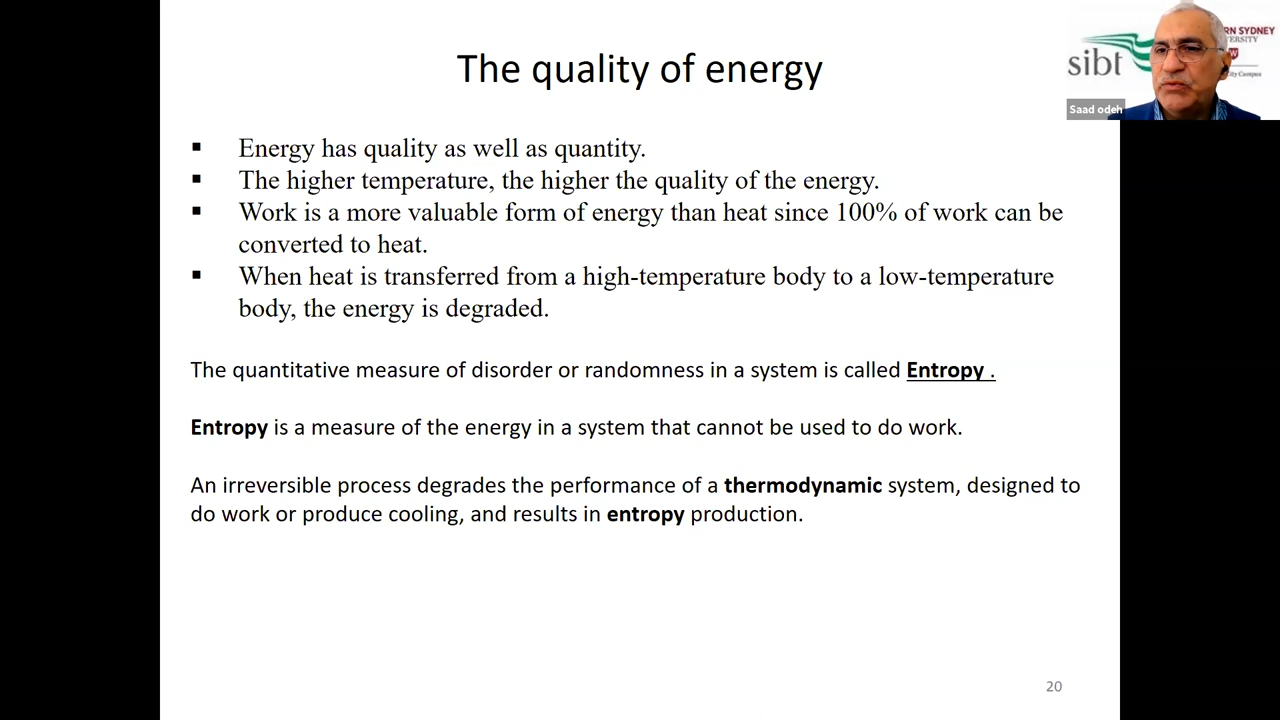 The quality of energy
sibt
RN SYDNEY
VERSITY
W
ity Campus
Saad odeh
▪ Energy has quality as well as quantity.
▪ The higher temperature, the higher the quality of the energy.
▪ Work is a more valuable form of energy than heat since 100% of work can be
converted to heat.
▪ When heat is transferred from a high-temperature body to a low-temperature
body, the energy is degraded.
The quantitative measure of disorder or randomness in a system is called Entropy .
Entropy is a measure of the energy in a system that cannot be used to do work.
An irreversible process degrades the performance of a thermodynamic system, designed to
do work or produce cooling, and results in entropy production.
20